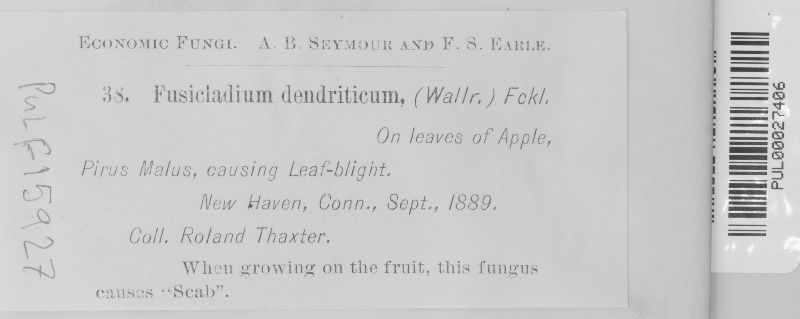 ECONOMIC FUNGI. A. B. SEYMOUR AND F. S. EARLE.
38. Fusicladium dendriticum, (Wallr.) Fckl.
On leaves of Apple,
Pirus Malus, causing Leaf-blight.
New Haven, Conn., Sept., 1889.
Coll. Roland Thaxter.
When growing on the fruit, this fungus
causes "Scab".
PUL F15927
PUL00027406